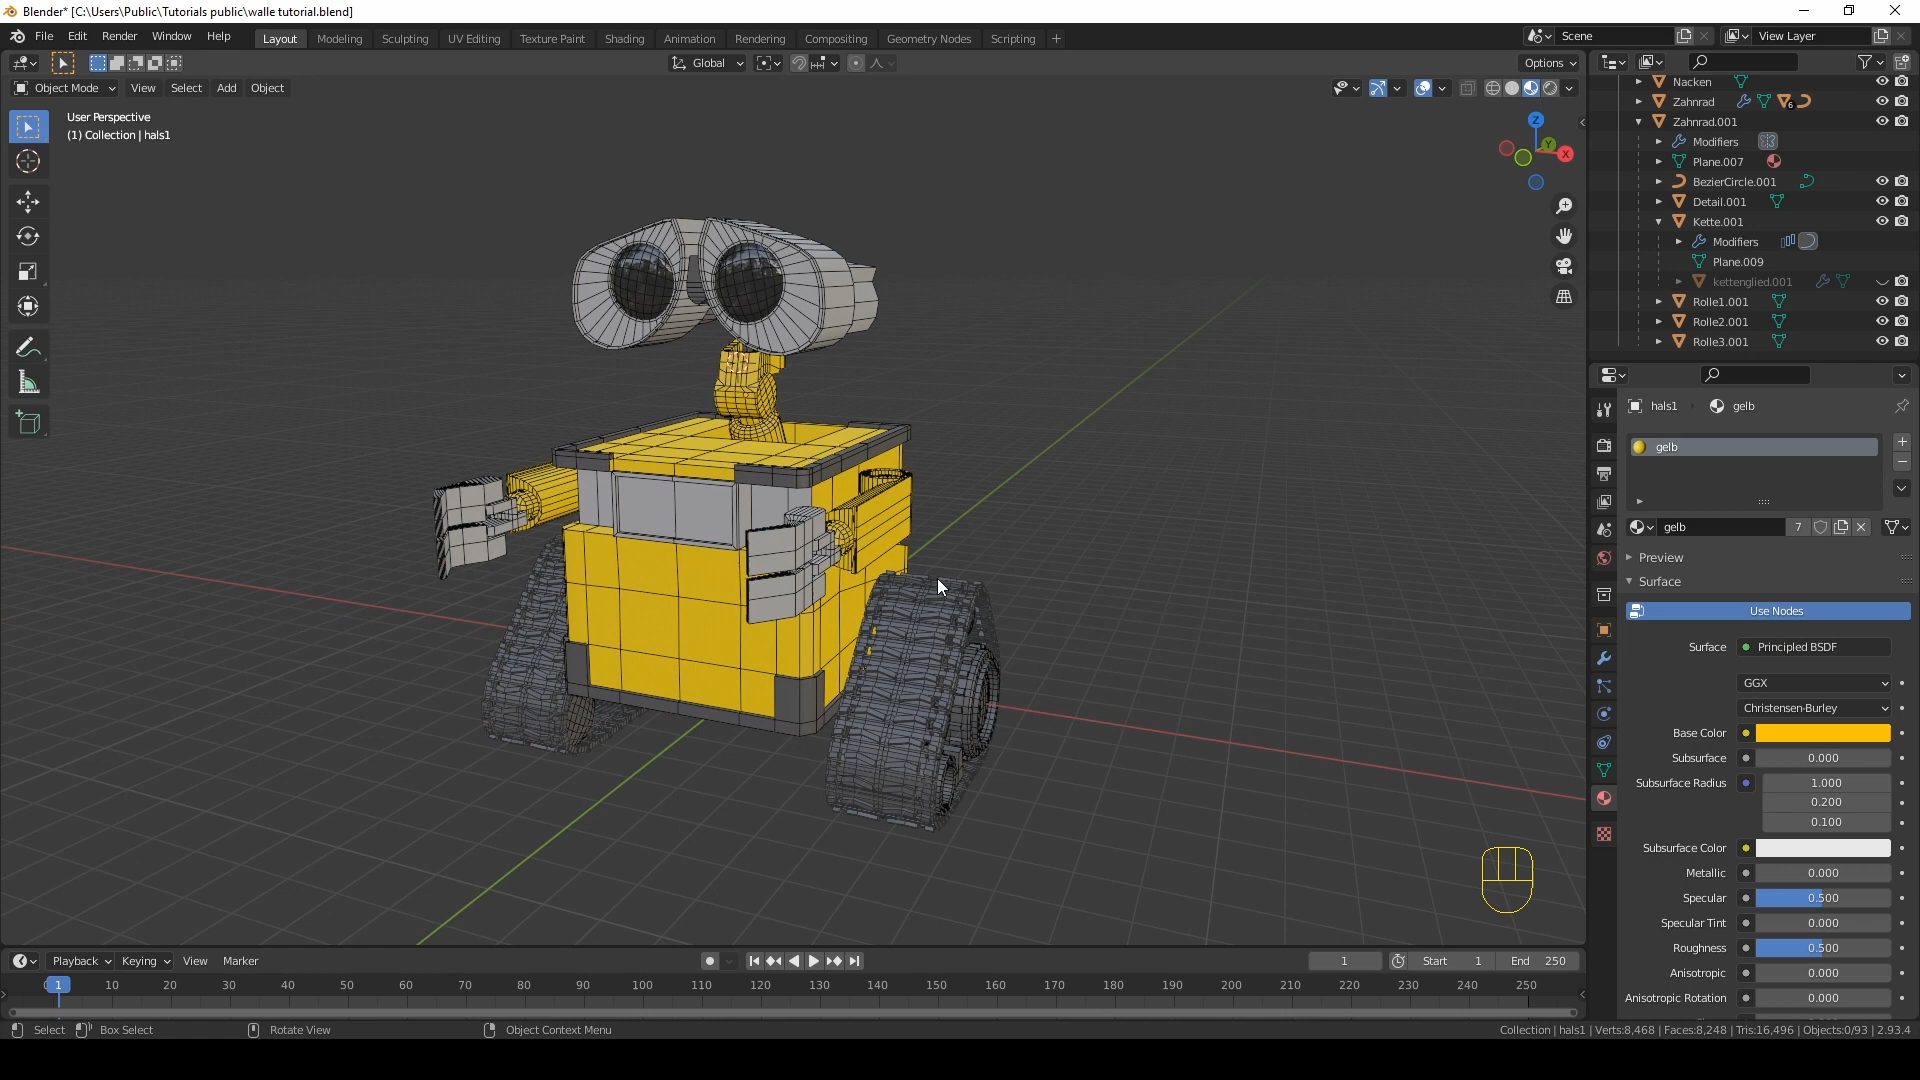 Blender* [C:\Users\Public\Tutorials public\walle tutorial.blend]
File Edit Render Window Help Layout Modeling Sculpting UV Editing Texture Paint Shading Animation Rendering Compositing Geometry Nodes Scripting + Scene View Layer
Global Options
Object Mode View Select Add Object
User Perspective
(1) Collection | hals1
Z
Y
X
Nacken
Zahnrad 6
Zahnrad.001
Modifiers
Plane.007
BezierCircle.001
Detail.001
Kette.001
Modifiers
Plane.009
kettenglied.001
Rolle1.001
Rolle2.001
Rolle3.001
hals1 gelb
gelb
gelb 7
Preview
Surface
Use Nodes
Surface Principled BSDF
GGX
Christensen-Burley
Base Color
Subsurface 0.000
Subsurface Radius 1.000
0.200
0.100
Subsurface Color
Metallic 0.000
Specular 0.500
Specular Tint 0.000
Roughness 0.500
Anisotropic 0.000
Anisotropic Rotation 0.000
Playback Keying View Marker 1 Start 1 End 250
1 10 20 30 40 50 60 70 80 90 100 110 120 130 140 150 160 170 180 190 200 210 220 230 240 250
Select Box Select Rotate View Object Context Menu Collection | hals1 | Verts:8,468 | Faces:8,248 | Tris:16,496 | Objects:0/93 | 2.93.4